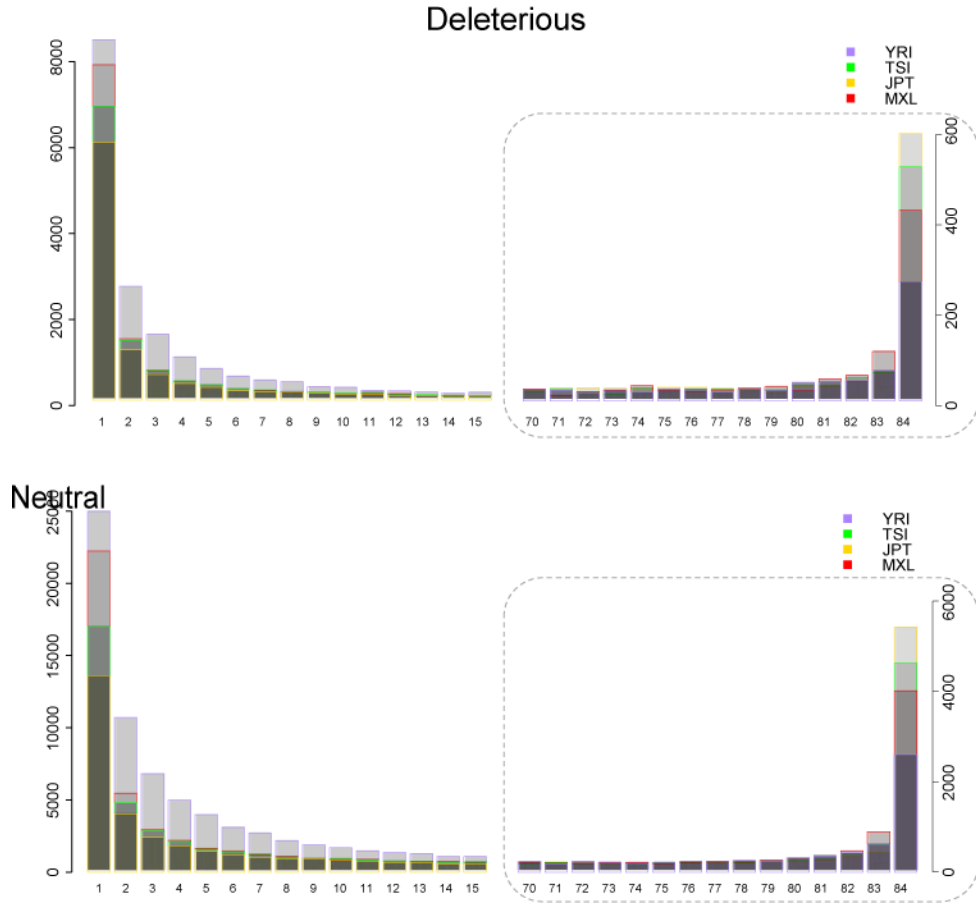 Deleterious
YRI
TSI
JPT
MXL
0 2000 4000 6000 8000
0 200 400 600
1 2 3 4 5 6 7 8 9 10 11 12 13 14 15 70 71 72 73 74 75 76 77 78 79 80 81 82 83 84
Neutral
YRI
TSI
JPT
MXL
0 5000 10000 15000 20000 25000
0 2000 4000 6000
1 2 3 4 5 6 7 8 9 10 11 12 13 14 15 70 71 72 73 74 75 76 77 78 79 80 81 82 83 84